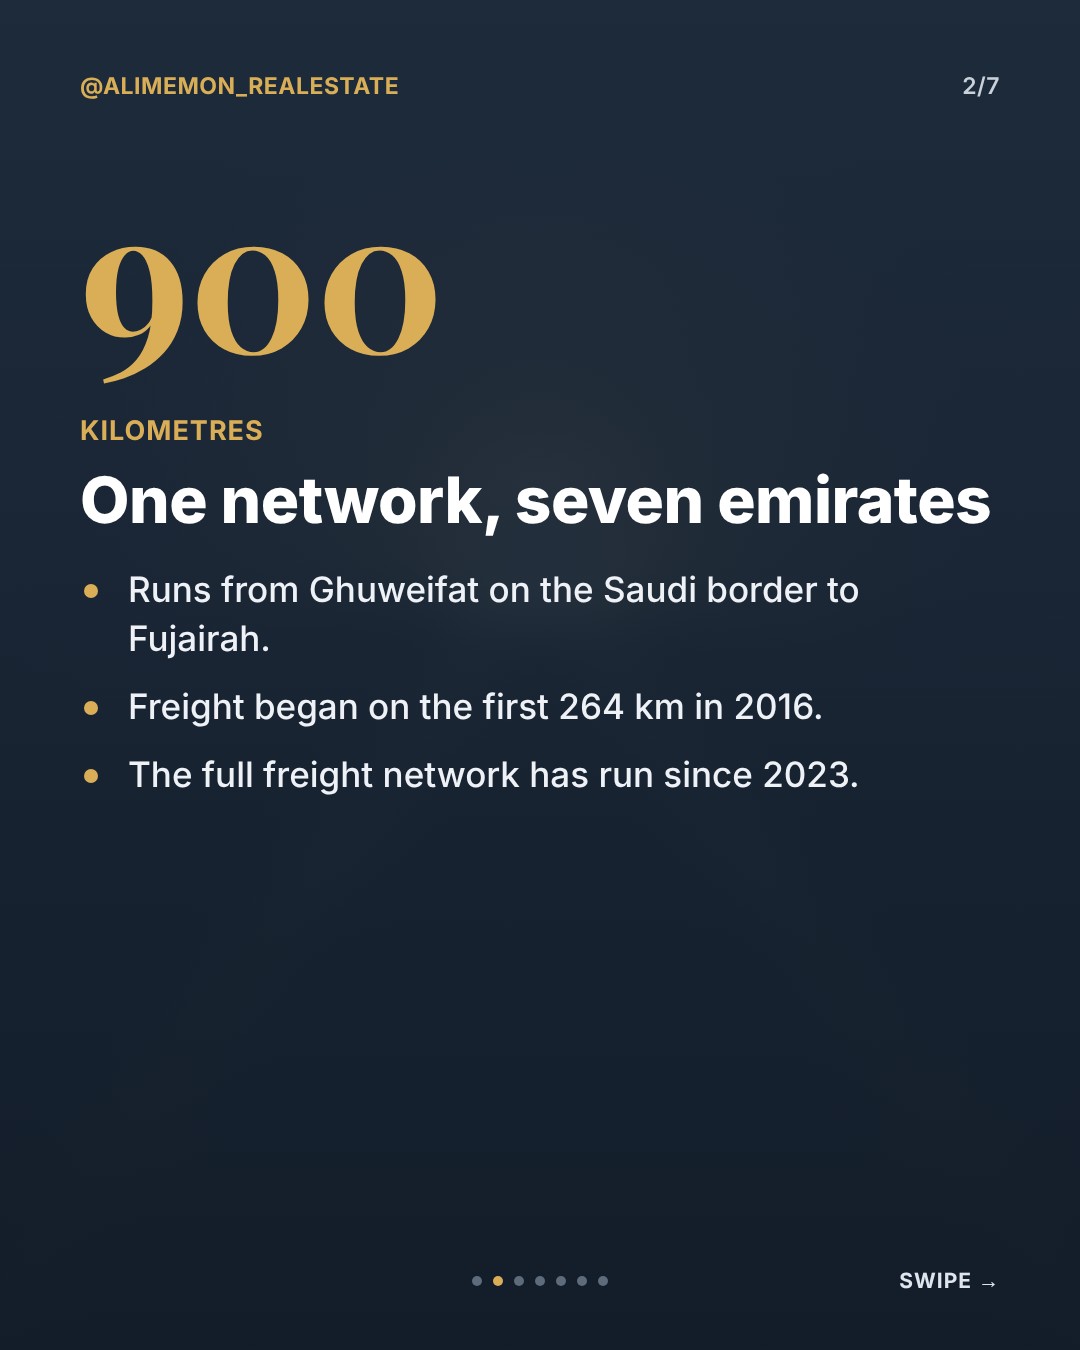 @ALIMEMON_REALESTATE
2/7
900
KILOMETRES
One network, seven emirates
• Runs from Ghuweifat on the Saudi border to
Fujairah.
• Freight began on the first 264 km in 2016.
• The full freight network has run since 2023.
SWIPE →